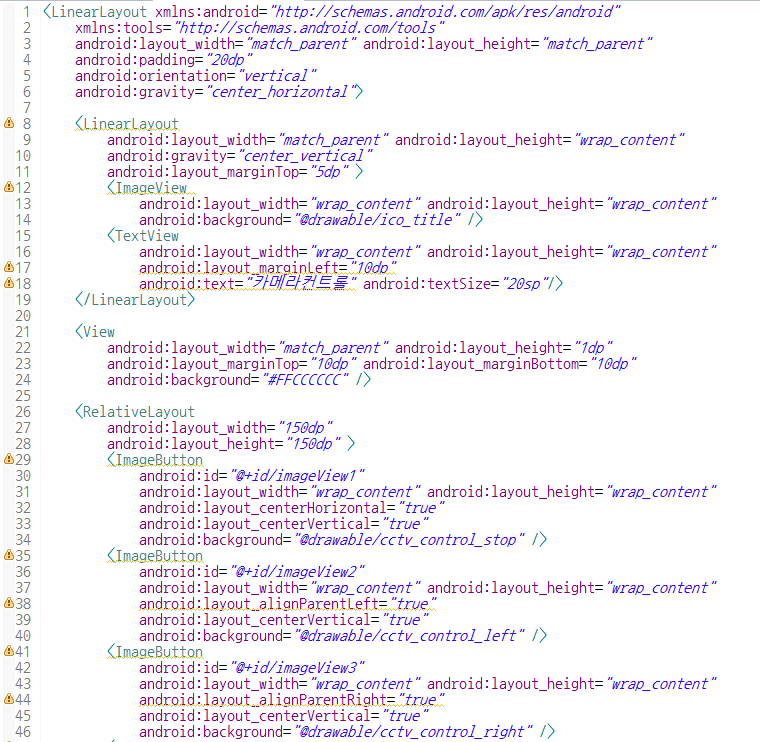 1 <LinearLayout xmlns:android="http://schemas.android.com/apk/res/android"
2 xmlns:tools="http://schemas.android.com/tools"
3 android:layout_width="match_parent" android:layout_height="match_parent"
4 android:padding="20dp"
5 android:orientation="vertical"
6 android:gravity="center_horizontal">
7
8 <LinearLayout
9 android:layout_width="match_parent" android:layout_height="wrap_content"
10 android:gravity="center_vertical"
11 android:layout_marginTop="5dp" >
12 <ImageView
13 android:layout_width="wrap_content" android:layout_height="wrap_content"
14 android:background="@drawable/ico_title" />
15 <TextView
16 android:layout_width="wrap_content" android:layout_height="wrap_content"
17 android:layout_marginLeft="10dp"
18 android:text="카메라컨트롤" android:textSize="20sp"/>
19 </LinearLayout>
20
21 <View
22 android:layout_width="match_parent" android:layout_height="1dp"
23 android:layout_marginTop="10dp" android:layout_marginBottom="10dp"
24 android:background="#FFCCCCCC" />
25
26 <RelativeLayout
27 android:layout_width="150dp"
28 android:layout_height="150dp" >
29 <ImageButton
30 android:id="@+id/imageView1"
31 android:layout_width="wrap_content" android:layout_height="wrap_content"
32 android:layout_centerHorizontal="true"
33 android:layout_centerVertical="true"
34 android:background="@drawable/cctv_control_stop" />
35 <ImageButton
36 android:id="@+id/imageView2"
37 android:layout_width="wrap_content" android:layout_height="wrap_content"
38 android:layout_alignParentLeft="true"
39 android:layout_centerVertical="true"
40 android:background="@drawable/cctv_control_left" />
41 <ImageButton
42 android:id="@+id/imageView3"
43 android:layout_width="wrap_content" android:layout_height="wrap_content"
44 android:layout_alignParentRight="true"
45 android:layout_centerVertical="true"
46 android:background="@drawable/cctv_control_right" />